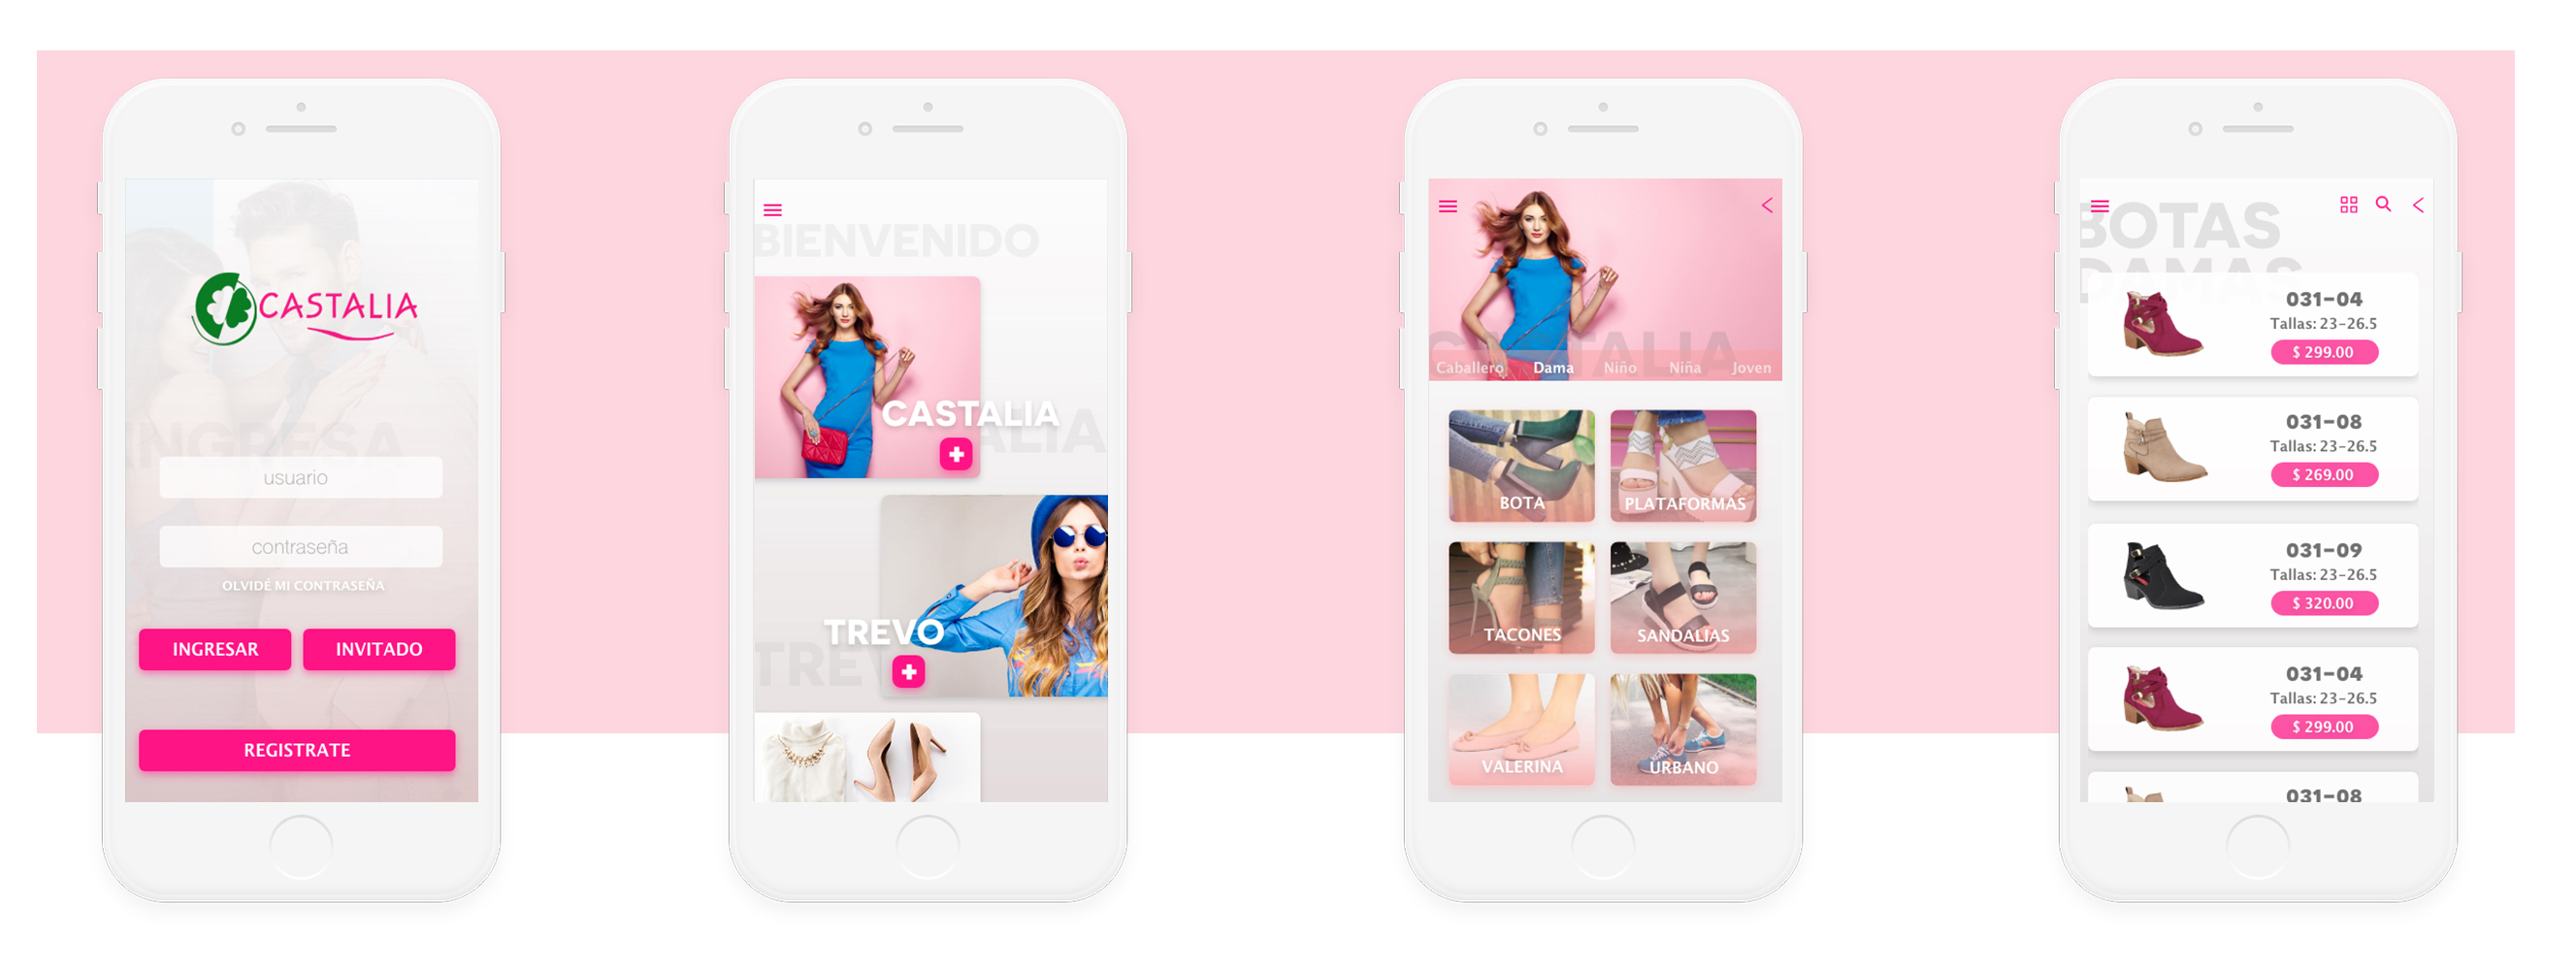 CASTALIA
INGRESA
usuario
contraseña
OLVIDÉ MI CONTRASEÑA
INGRESAR
INVITADO
REGISTRATE
BIENVENIDO
CASTALIA
ALIA
TREVO
TREV
CASTALIA
Caballero
Dama
Niño
Niña
Joven
BOTA
PLATAFORMAS
TACONES
SANDALIAS
VALERINA
URBANO
BOTAS
DAMAS
031-04
Tallas: 23-26.5
$ 299.00
031-08
Tallas: 23-26.5
$ 269.00
031-09
Tallas: 23-26.5
$ 320.00
031-04
Tallas: 23-26.5
$ 299.00
031-08